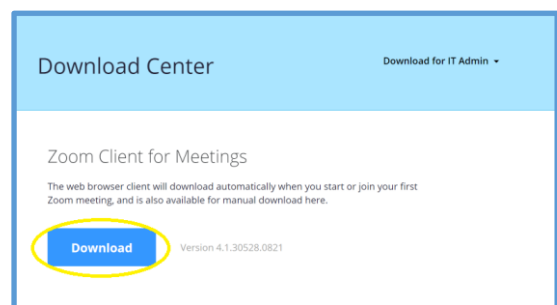 Download Center
Download for IT Admin
Zoom Client for Meetings
The web browser client will download automatically when you start or join your first
Zoom meeting, and is also available for manual download here.
Download
Version 4.1.30528.0821